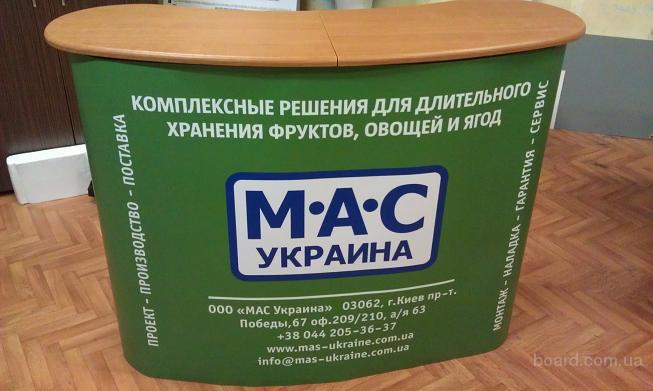 КОМПЛЕКСНЫЕ РЕШЕНИЯ ДЛЯ ДЛИТЕЛЬНОГО
ХРАНЕНИЯ ФРУКТОВ, ОВОЩЕЙ И ЯГОД
ПРОЕКТ - ПРОИЗВОДСТВО - ПОСТАВКА
М·А·С
УКРАИНА
МОНТАЖ - НАЛАДКА - ГАРАНТИЯ - СЕРВИС
ООО «МАС Украина» 03062, г.Киев пр-т.
Победы,67 оф.209/210, а/я 63
+38 044 205-36-37
www.mas-ukraine.com.ua
info@mas-ukraine.com.ua
board.com.ua